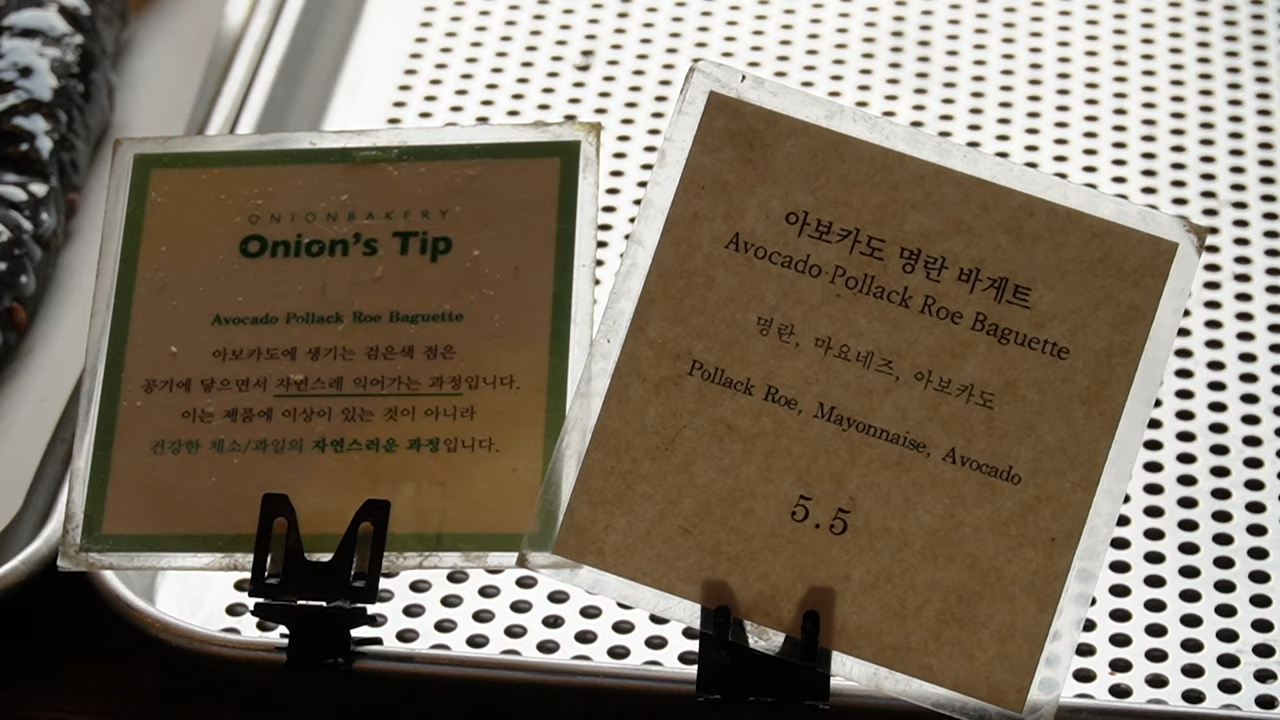 ONIONBAKERY
Onion's Tip
Avocado Pollack Roe Baguette
아보카도에 생기는 검은색 점은
공기에 닿으면서 자연스레 익어가는 과정입니다.
이는 제품에 이상이 있는 것이 아니라
건강한 채소/과일의 자연스러운 과정입니다.
아보카도 명란 바게트
Avocado Pollack Roe Baguette
명란, 마요네즈, 아보카도
Pollack Roe, Mayonnaise, Avocado
5.5